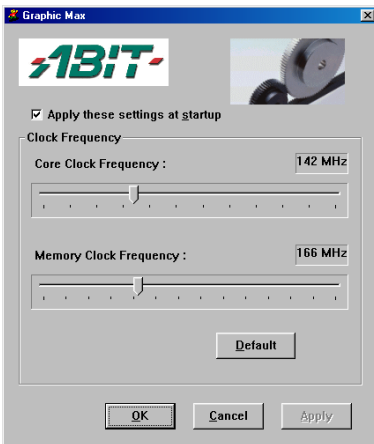 Graphic Max
ABIT
Apply these settings at startup
Clock Frequency
Core Clock Frequency :
142 MHz
Memory Clock Frequency :
166 MHz
Default
OK
Cancel
Apply